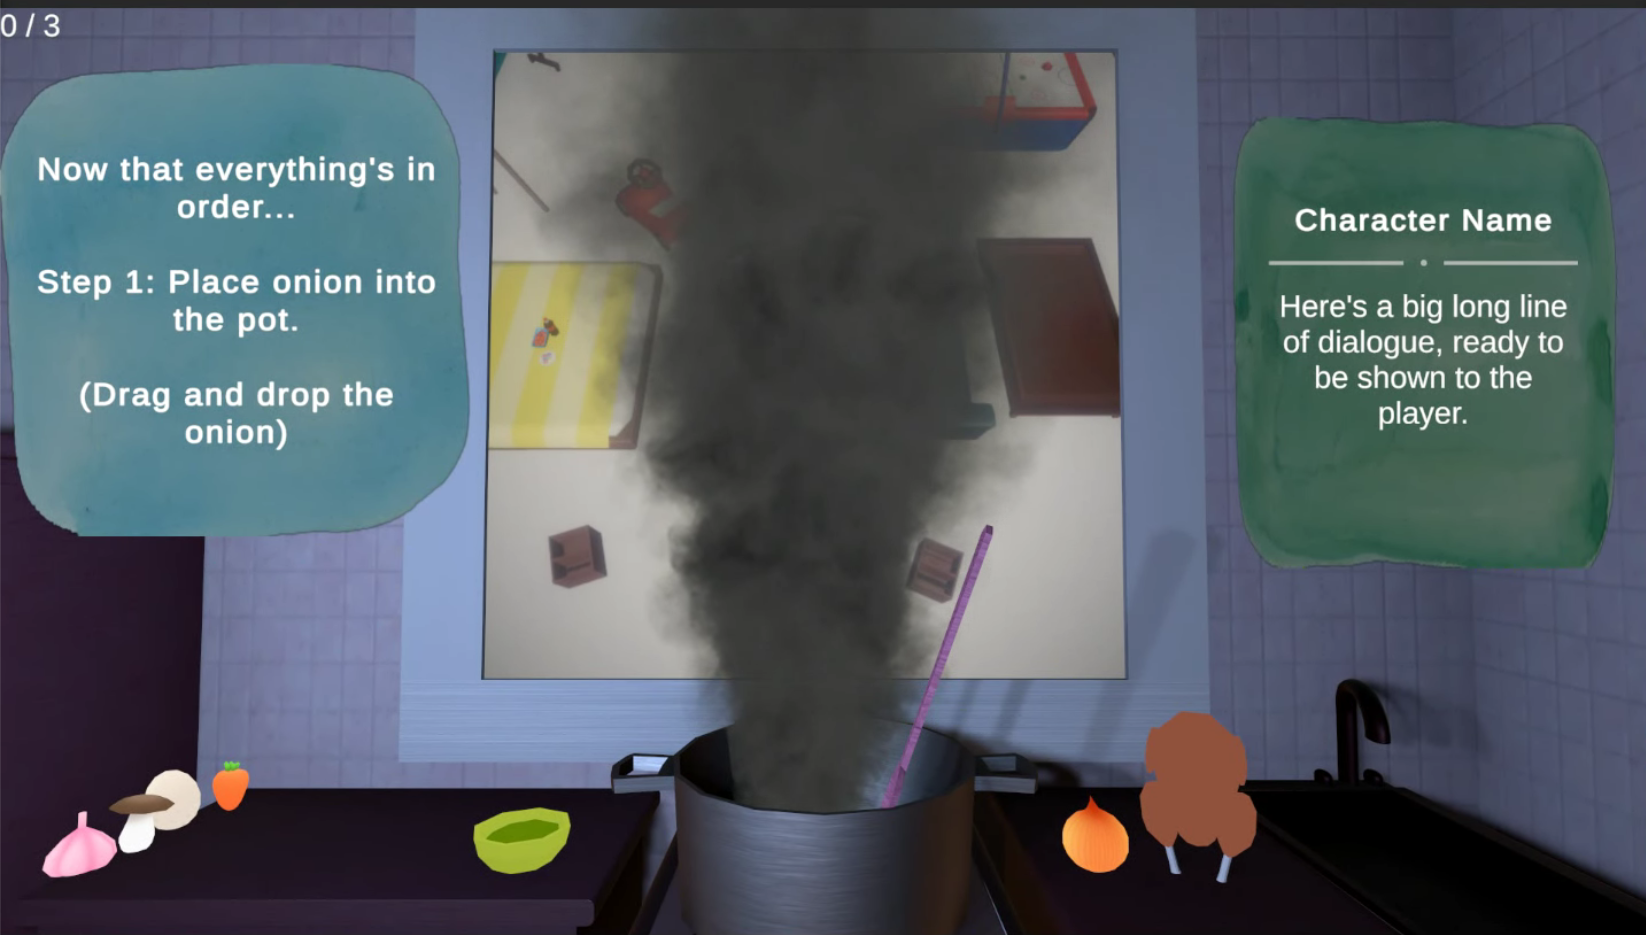 0 / 3
Now that everything's in
order...
Step 1: Place onion into
the pot.
(Drag and drop the
onion)
Character Name
Here's a big long line
of dialogue, ready to
be shown to the
player.